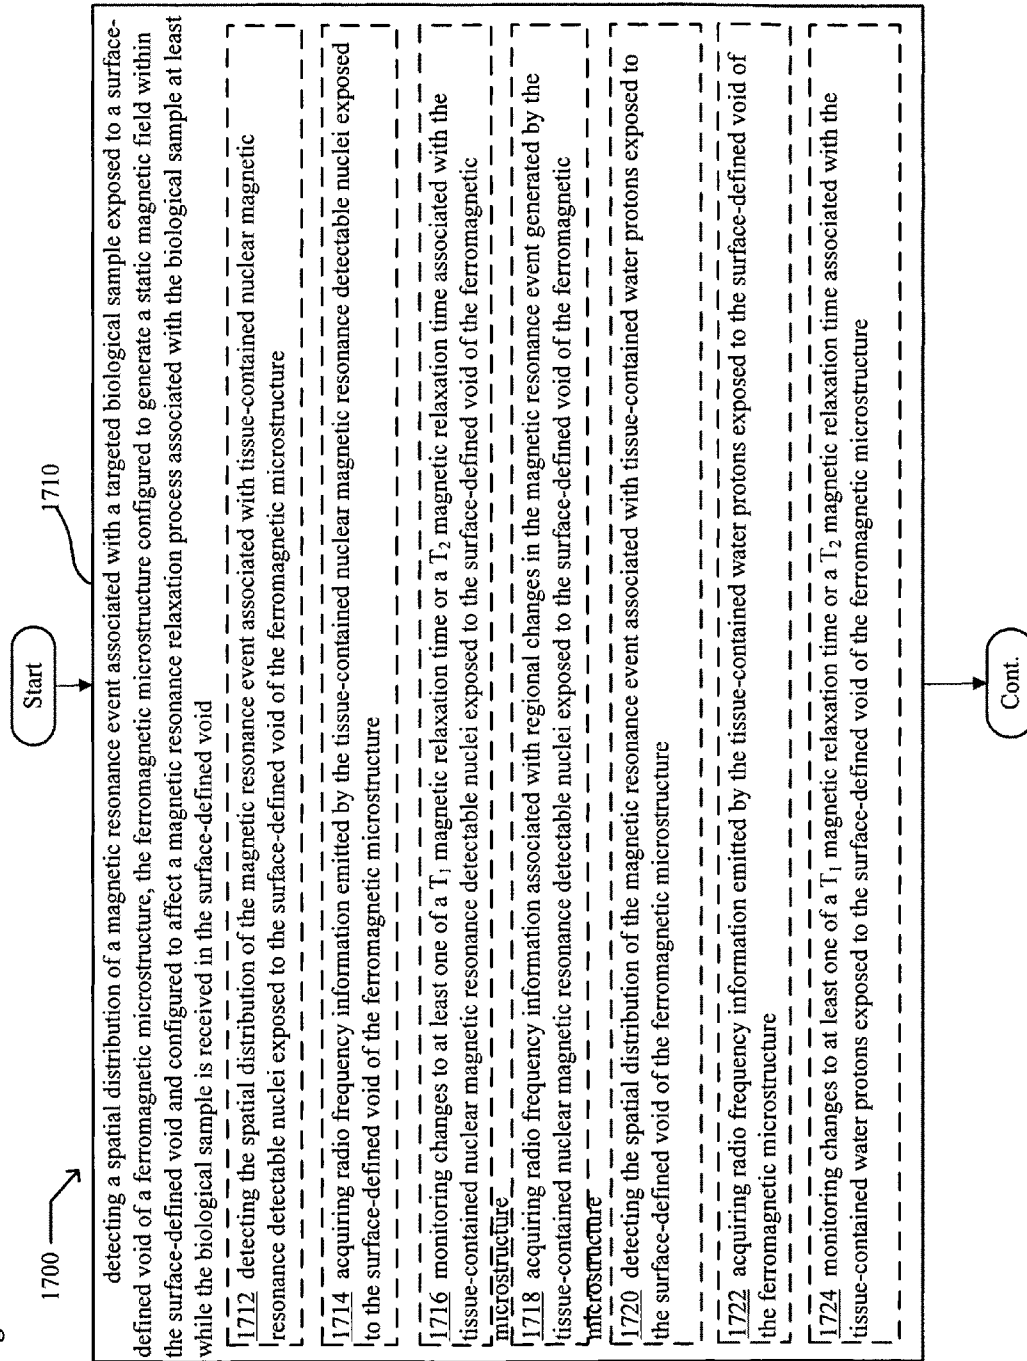 Start
1700
1710
detecting a spatial distribution of a magnetic resonance event associated with a targeted biological sample exposed to a surface-
defined void of a ferromagnetic microstructure, the ferromagnetic microstructure configured to generate a static magnetic field within
the surface-defined void and configured to affect a magnetic resonance relaxation process associated with the biological sample at least
while the biological sample is received in the surface-defined void
1712 detecting the spatial distribution of the magnetic resonance event associated with tissue-contained nuclear magnetic
resonance detectable nuclei exposed to the surface-defined void of the ferromagnetic microstructure
1714 acquiring radio frequency information emitted by the tissue-contained nuclear magnetic resonance detectable nuclei exposed
to the surface-defined void of the ferromagnetic microstructure
1716 monitoring changes to at least one of a T1 magnetic relaxation time or a T2 magnetic relaxation time associated with the
tissue-contained nuclear magnetic resonance detectable nuclei exposed to the surface-defined void of the ferromagnetic
microstructure
1718 acquiring radio frequency information associated with regional changes in the magnetic resonance event generated by the
tissue-contained nuclear magnetic resonance detectable nuclei exposed to the surface-defined void of the ferromagnetic
microstructure
1720 detecting the spatial distribution of the magnetic resonance event associated with tissue-contained water protons exposed to
the surface-defined void of the ferromagnetic microstructure
1722 acquiring radio frequency information emitted by the tissue-contained water protons exposed to the surface-defined void of
the ferromagnetic microstructure
1724 monitoring changes to at least one of a T1 magnetic relaxation time or a T2 magnetic relaxation time associated with the
tissue-contained water protons exposed to the surface-defined void of the ferromagnetic microstructure
Cont.